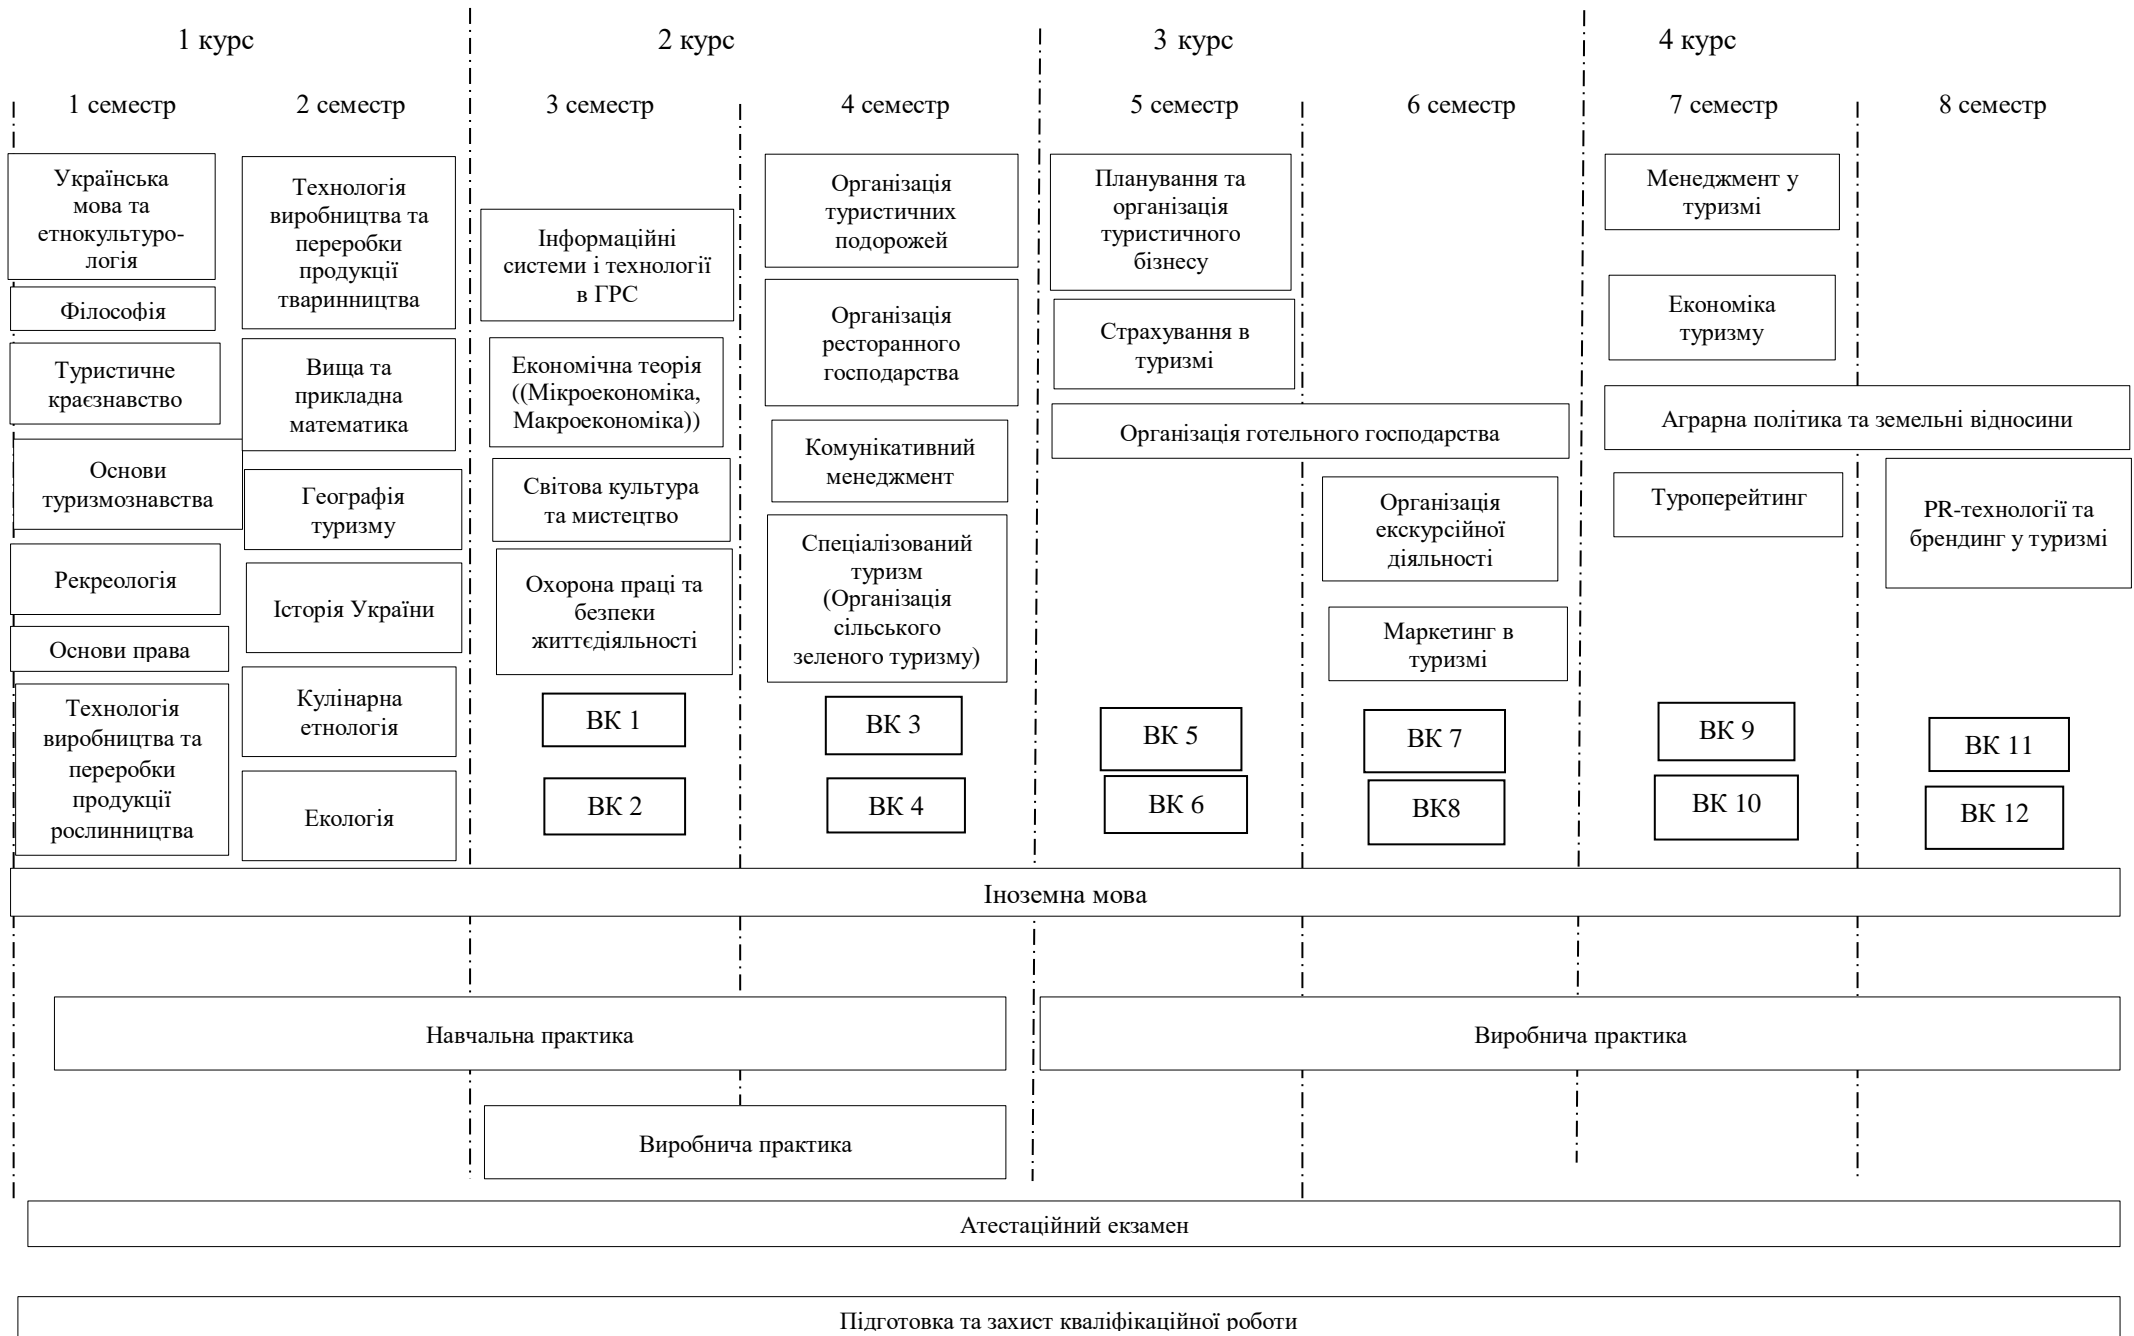 1 курс
2 курс
3 курс
4 курс
1 семестр
2 семестр
3 семестр
4 семестр
5 семестр
6 семестр
7 семестр
8 семестр
Українська
мова та
етнокультуро-
логія
Філософія
Туристичне
краєзнавство
Основи
туризмознавства
Рекреологія
Основи права
Технологія
виробництва та
переробки
продукції
рослинництва
Технологія
виробництва та
переробки
продукції
тваринництва
Вища та
прикладна
математика
Географія
туризму
Історія України
Кулінарна
етнологія
Екологія
Інформаційні
системи і технології
в ГРС
Економічна теорія
((Мікроекономіка,
Макроекономіка))
Світова культура
та мистецтво
Охорона праці та
безпеки
життєдіяльності
ВК 1
ВК 2
Організація
туристичних
подорожей
Організація
ресторанного
господарства
Комунікативний
менеджмент
Спеціалізований
туризм
(Організація
сільського
зеленого туризму)
ВК 3
ВК 4
Планування та
організація
туристичного
бізнесу
Страхування в
туризмі
Організація готельного господарства
ВК 5
ВК 6
Організація
екскурсійної
діяльності
Маркетинг в
туризмі
ВК 7
ВК8
Менеджмент у
туризмі
Економіка
туризму
Аграрна політика та земельні відносини
Туроперейтинг
ВК 9
ВК 10
PR-технології та
брендинг у туризмі
ВК 11
ВК 12
Іноземна мова
Навчальна практика
Виробнича практика
Виробнича практика
Атестаційний екзамен
Підготовка та захист кваліфікаційної роботи